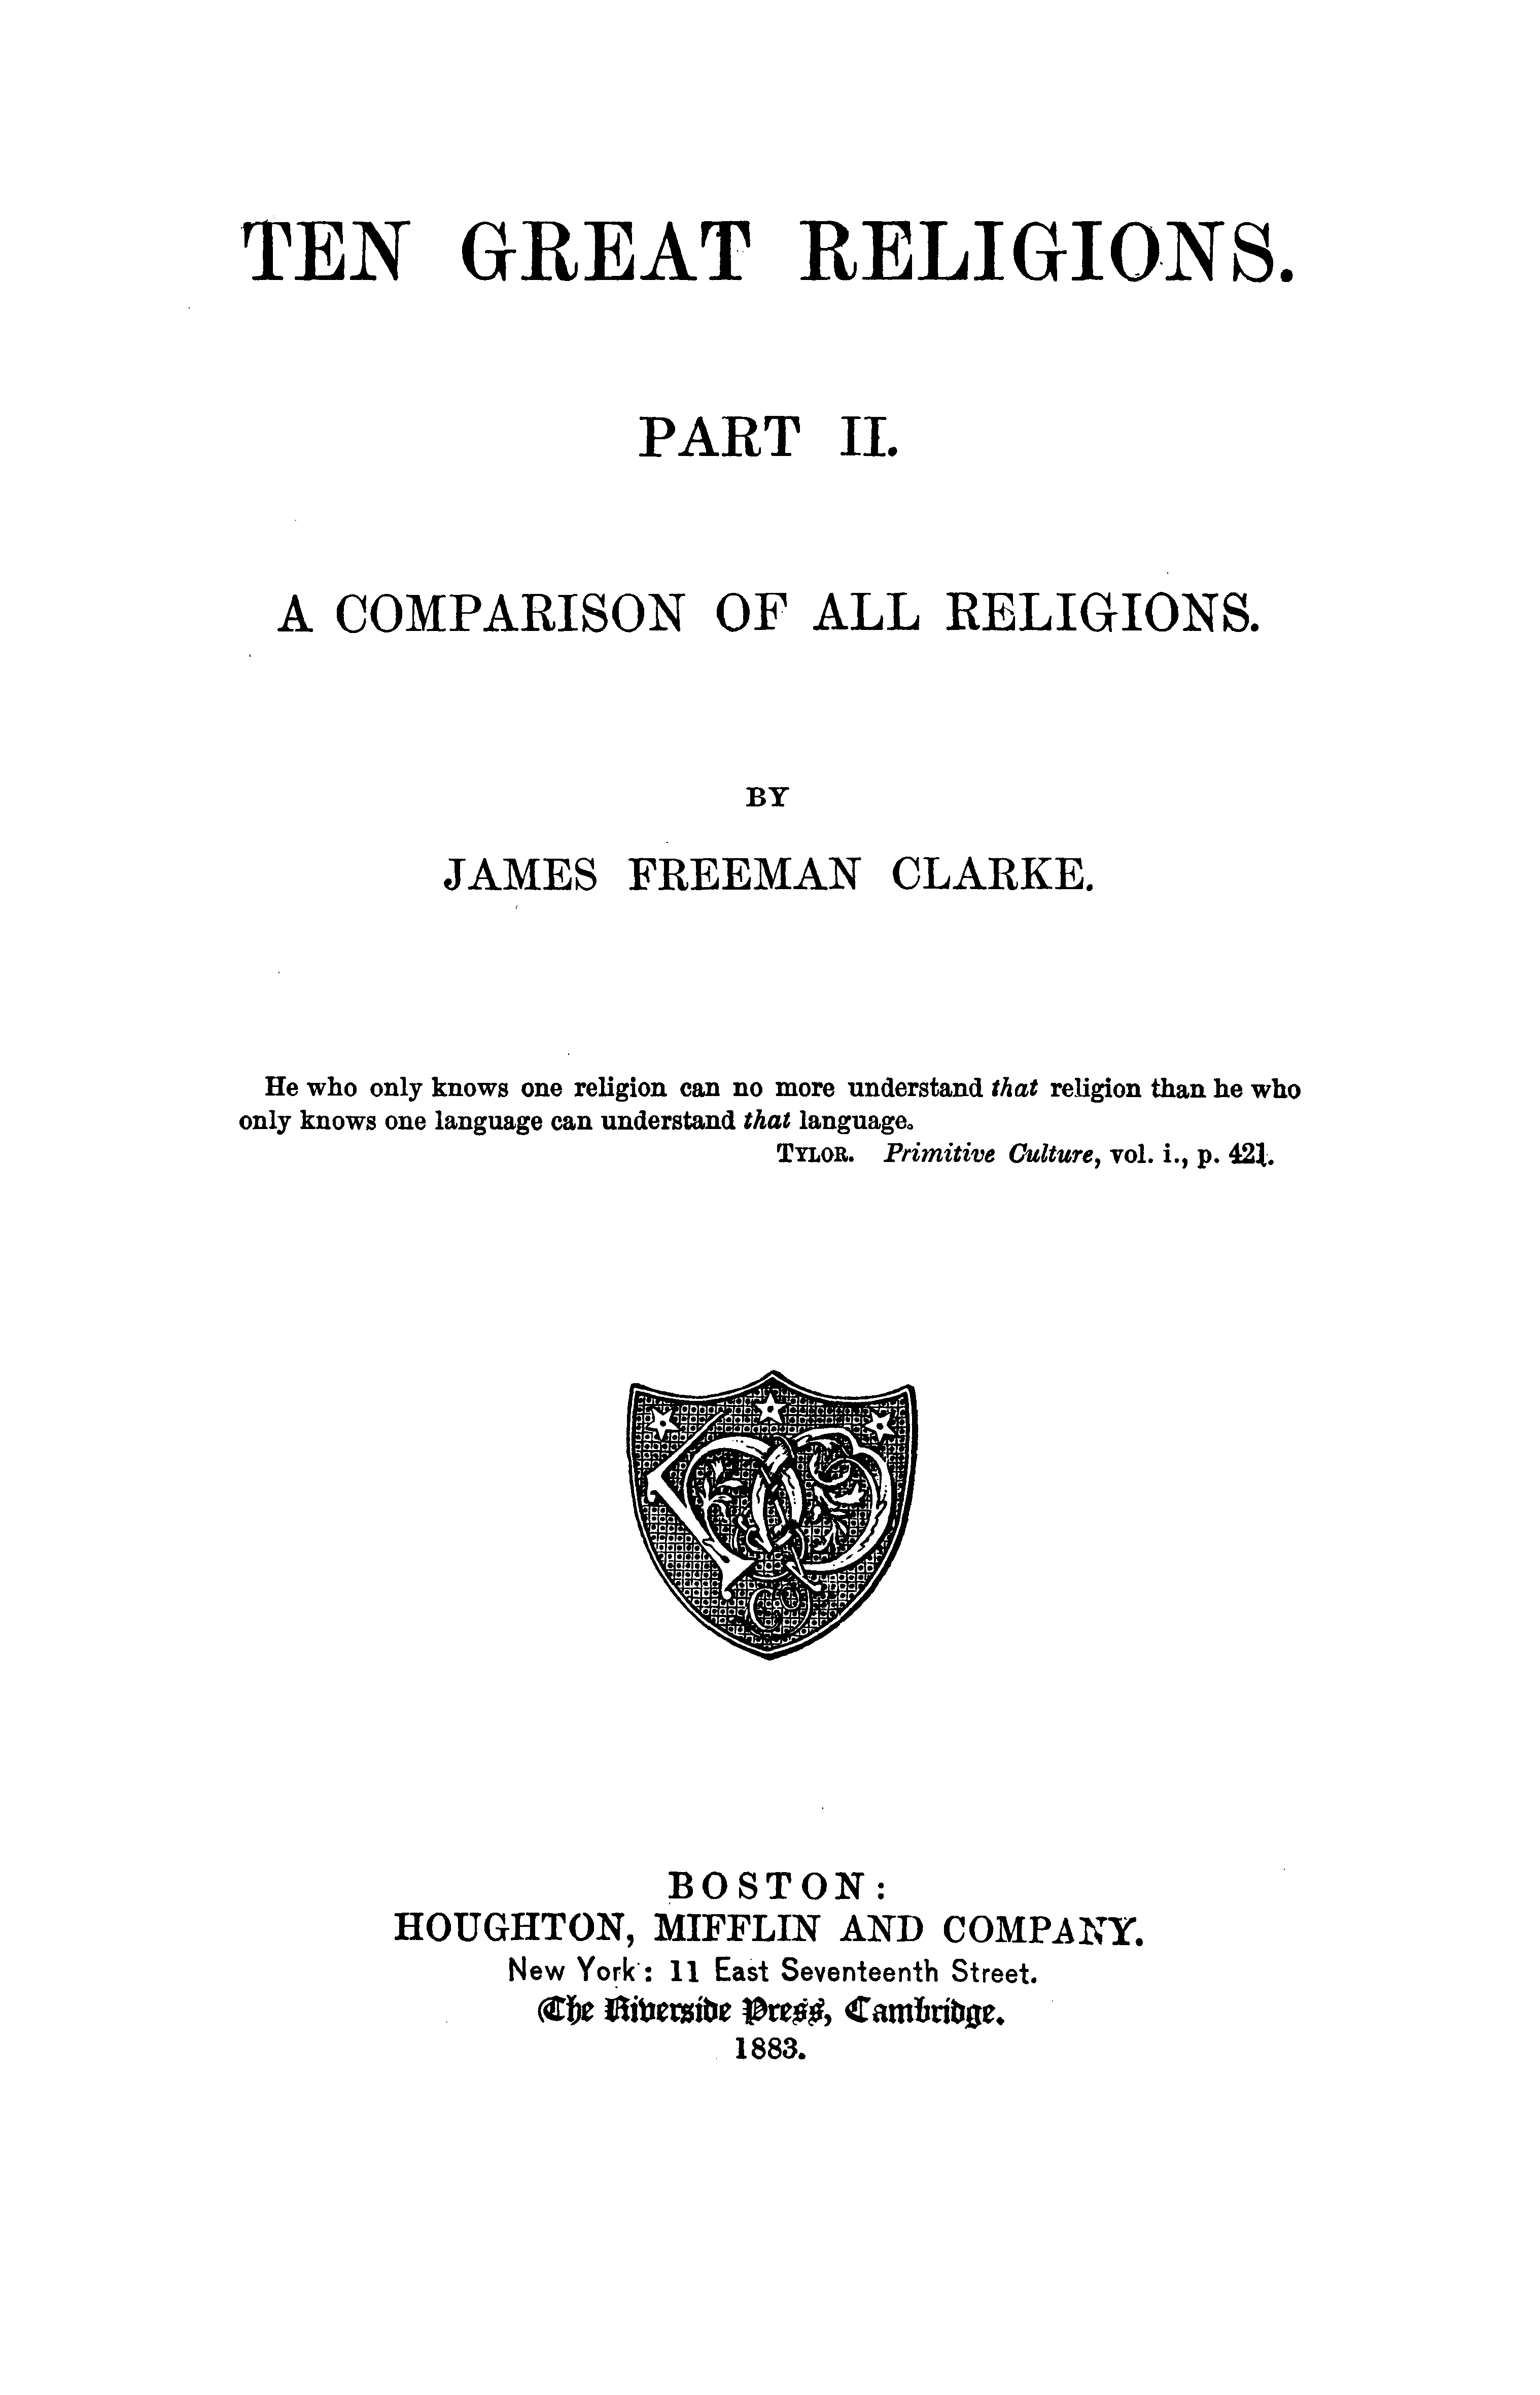 TEN GREAT RELIGIONS.
PART II.
A COMPARISON OF ALL RELIGIONS.
BY
JAMES FREEMAN CLARKE.
He who only knows one religion can no more understand that religion than he who
only knows one language can understand that language.
TYLOR. Primitive Culture, vol. i., p. 421.
BOSTON:
HOUGHTON, MIFFLIN AND COMPANY.
New York: 11 East Seventeenth Street.
The Riverside Press, Cambridge.
1883.